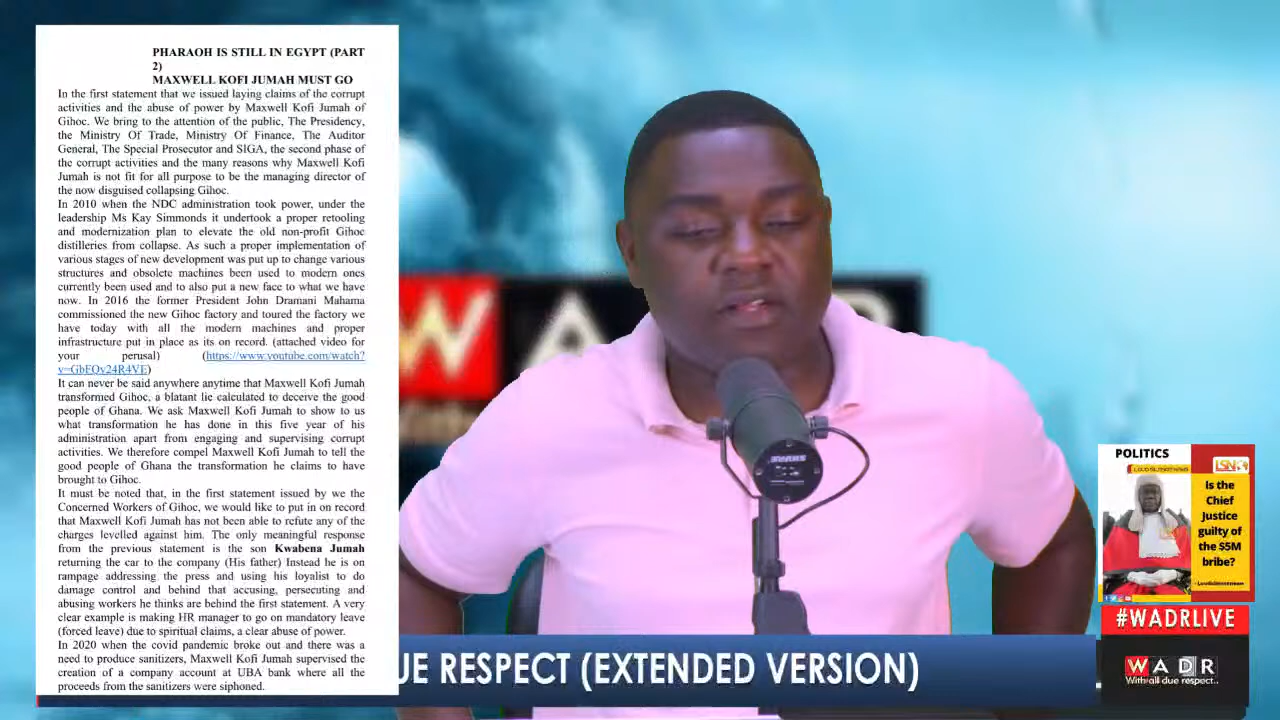 PHARAOH IS STILL IN EGYPT (PART
2)
MAXWELL KOFI JUMAH MUST GO
In the first statement that we issued laying claims of the corrupt
activities and the abuse of power by Maxwell Kofi Jumah of
Gihoc. We bring to the attention of the public, The Presidency,
the Ministry Of Trade, Ministry Of Finance, The Auditor
General, The Special Prosecutor and SIGA, the second phase of
the corrupt activities and the many reasons why Maxwell Kofi
Jumah is not fit for all purpose to be the managing director of
the now disguised collapsing Gihoc.
In 2010 when the NDC administration took power, under the
leadership Ms Kay Simmonds it undertook a proper retooling
and modernization plan to elevate the old non-profit Gihoc
distilleries from collapse. As such a proper implementation of
various stages of new development was put up to change various
structures and obsolete machines been used to modern ones
currently been used and to also put a new face to what we have
now. In 2016 the former President John Dramani Mahama
commissioned the new Gihoc factory and toured the factory we
have today with all the modern machines and proper
infrastructure put in place as its on record. (attached video for
your perusal) (https://www.youtube.com/watch?
v=GbFQv24R4VE)
It can never be said anywhere anytime that Maxwell Kofi Jumah
transformed Gihoc, a blatant lie calculated to deceive the good
people of Ghana. We ask Maxwell Kofi Jumah to show to us
what transformation he has done in this five year of his
administration apart from engaging and supervising corrupt
activities. We therefore compel Maxwell Kofi Jumah to tell the
good people of Ghana the transformation he claims to have
brought to Gihoc.
It must be noted that, in the first statement issued by we the
Concerned Workers of Gihoc, we would like to put in on record
that Maxwell Kofi Jumah has not been able to refute any of the
charges levelled against him. The only meaningful response
from the previous statement is the son Kwabena Jumah
returning the car to the company (His father) Instead he is on
rampage addressing the press and using his loyalist to do
damage control and behind that accusing, persecuting and
abusing workers he thinks are behind the first statement. A very
clear example is making HR manager to go on mandatory leave
(forced leave) due to spiritual claims, a clear abuse of power.
In 2020 when the covid pandemic broke out and there was a
need to produce sanitizers, Maxwell Kofi Jumah supervised the
creation of a company account at UBA bank where all the
proceeds from the sanitizers were siphoned.
W A
SHURE
POLITICS
LOUDSILENTNEWS
LSN
Is the
Chief
Justice
guilty of
the $5M
bribe?
#WADRLIVE
UE RESPECT (EXTENDED VERSION)
WADR
With all due respect..